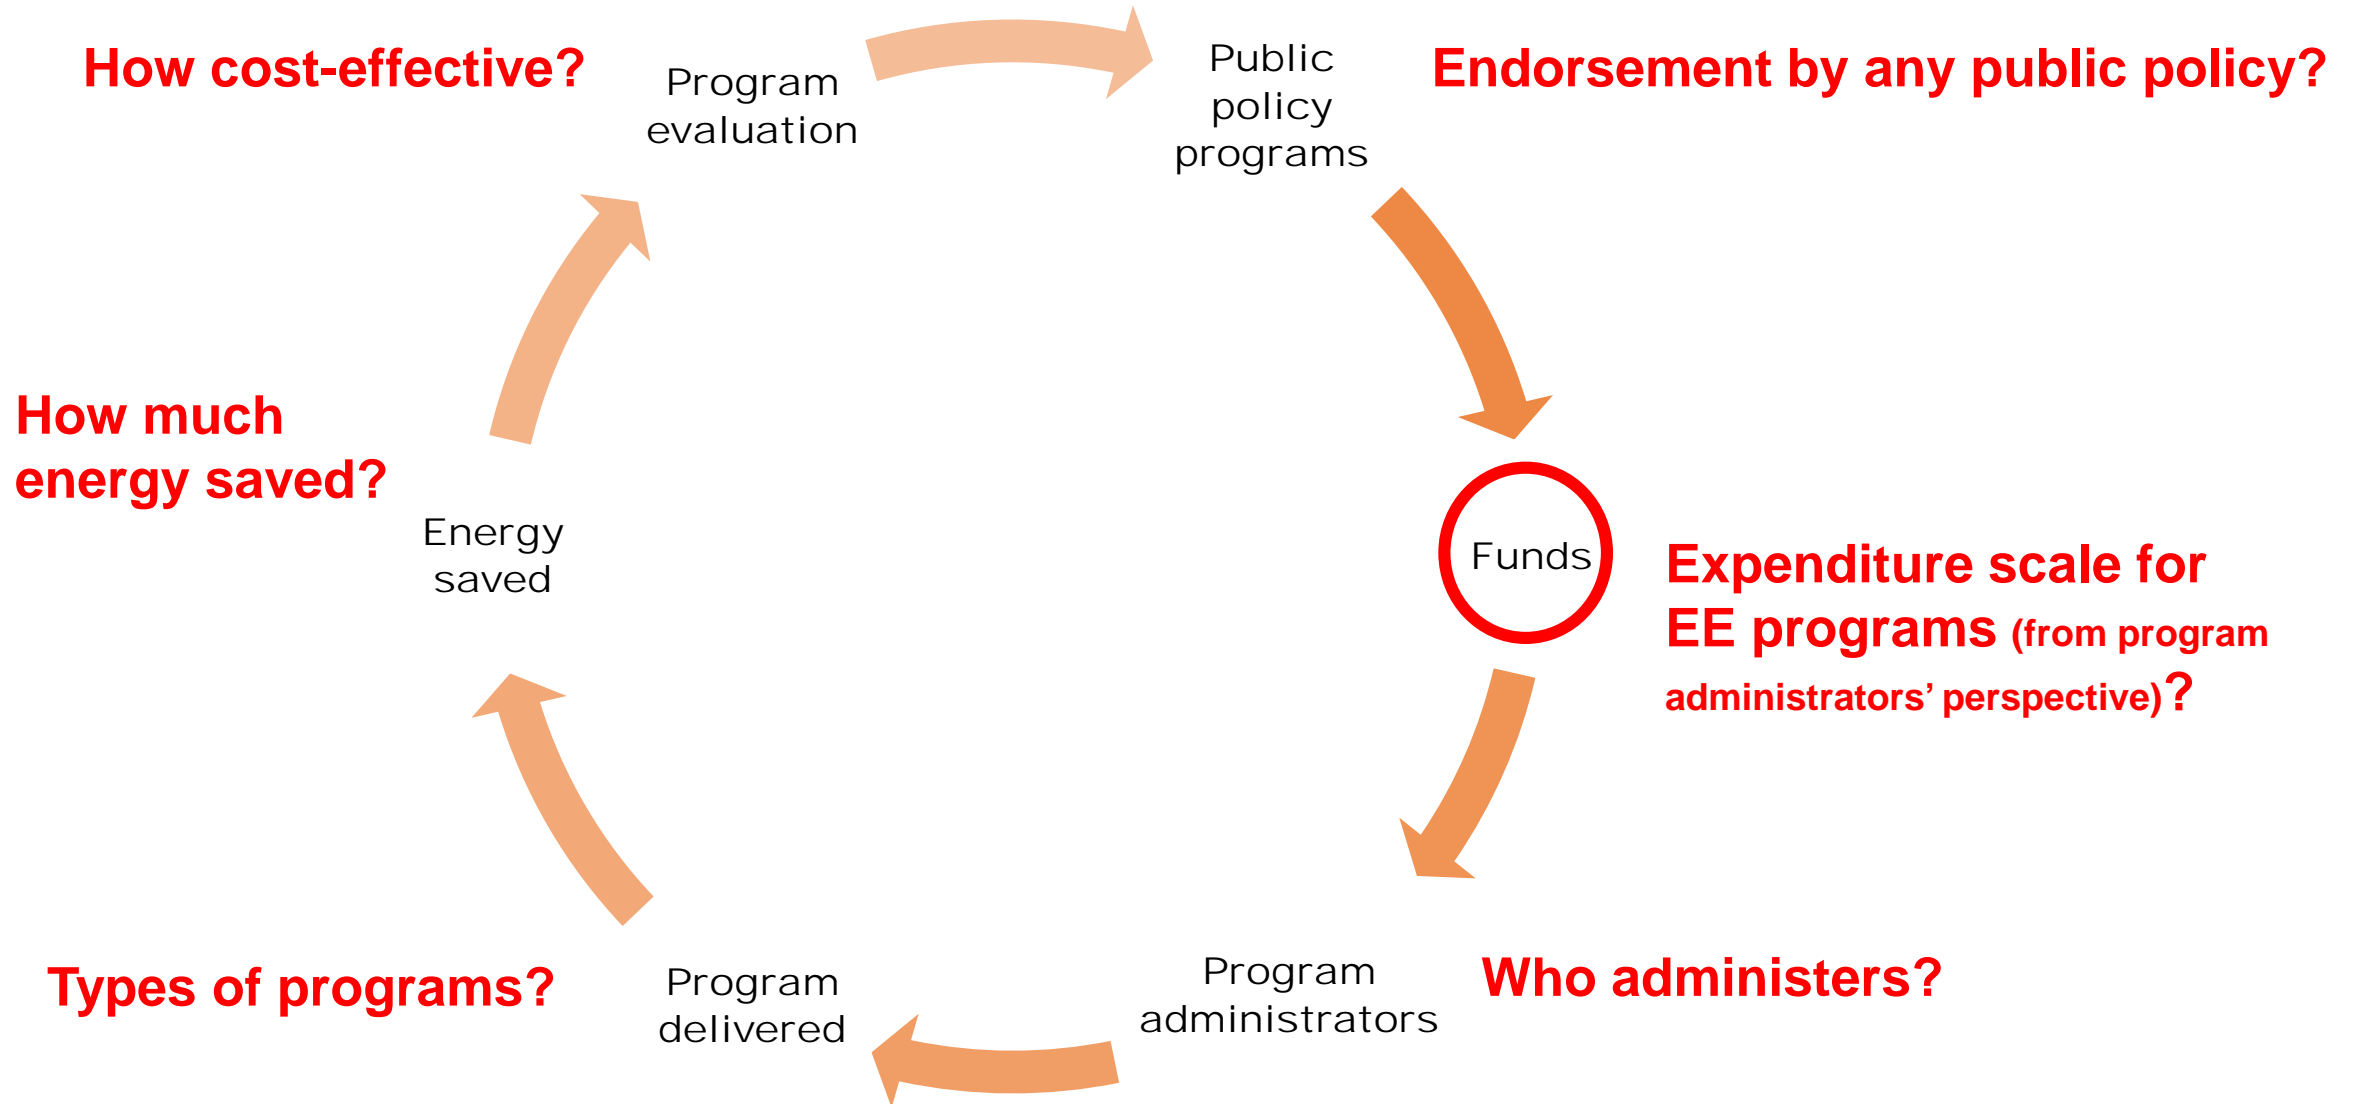 How cost-effective?
Program
evaluation
Public
policy
programs
Endorsement by any public policy?
How much
energy saved?
Energy
saved
Funds
Expenditure scale for
EE programs (from program
administrators’ perspective)?
Types of programs?
Program
delivered
Program
administrators
Who administers?